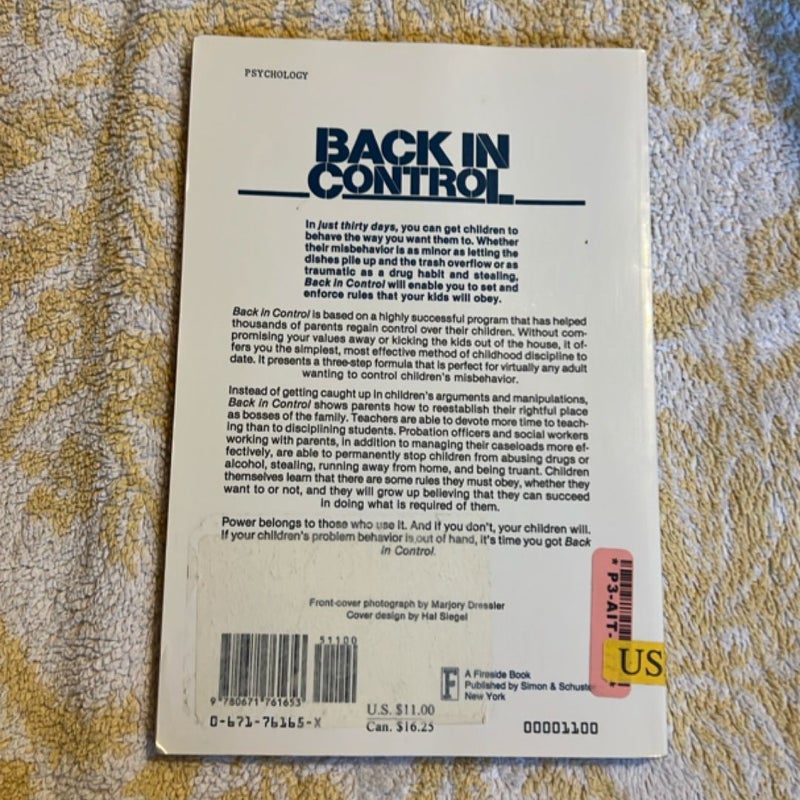 PSYCHOLOGY
BACK IN
CONTROL
In just thirty days, you can get children to
behave the way you want them to. Whether
their misbehavior is as minor as letting the
dishes pile up and the trash overflow or as
traumatic as a drug habit and stealing,
Back in Control will enable you to set and
enforce rules that your kids will obey.
Back in Control is based on a highly successful program that has helped
thousands of parents regain control over their children. Without com-
promising your values away or kicking the kids out of the house, it of-
fers you the simplest, most effective method of childhood discipline to
date. It presents a three-step formula that is perfect for virtually any adult
wanting to control children's misbehavior.
Instead of getting caught up in children's arguments and manipulations,
Back in Control shows parents how to reestablish their rightful place
as bosses of the family. Teachers are able to devote more time to teach-
ing than to disciplining students. Probation officers and social workers
working with parents, in addition to managing their caseloads more ef-
fectively, are able to permanently stop children from abusing drugs or
alcohol, stealing, running away from home, and being truant. Children
themselves learn that there are some rules they must obey, whether they
want to or not, and they will grow up believing that they can succeed
in doing what is required of them.
Power belongs to those who use it. And if you don't, your children will.
If your children's problem behavior is out of hand, it's time you got Back
in Control.
Front-cover photograph by Marjory Dressler
Cover design by Hal Siegel
51100
9 780671 761653
0-671-76165-X
U.S. $11.00
Can. $16.25
F
A Fireside Book
Published by Simon & Schuster
New York
00001100
* P3-AIT-
US